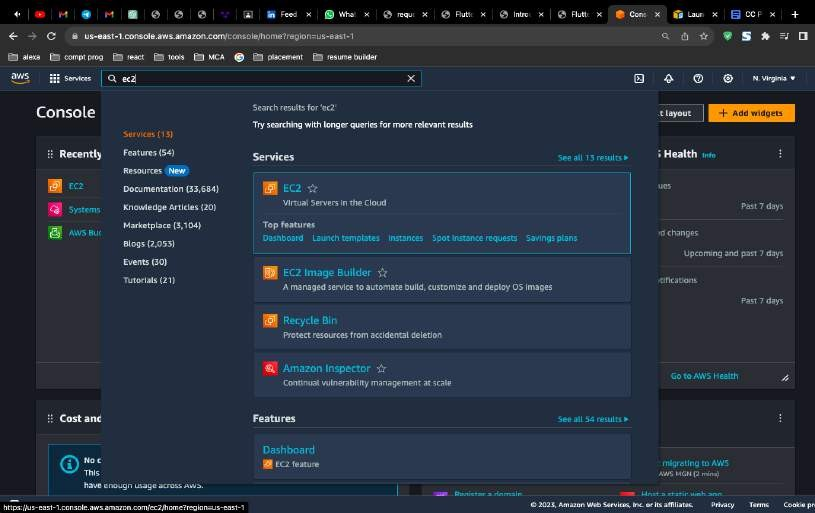 Feed
What
reque
Flutte
Introd
Flutte
Cons
Laun
CC P
us-east-1.console.aws.amazon.com/console/home?region=us-east-1
alexa
compt prog
react
tools
MCA
placement
resume builder
aws
Services
ec2
N. Virginia
Console
Search results for 'ec2'
Try searching with longer queries for more relevant results
t layout
+ Add widgets
Services (13)
Features (54)
Resources New
Documentation (33,684)
Knowledge Articles (20)
Marketplace (3,104)
Blogs (2,053)
Events (30)
Tutorials (21)
Recently
EC2
Systems
AWS Bud
Services
See all 13 results
EC2
Virtual Servers in the Cloud
Top features
Dashboard Launch templates Instances Spot Instance requests Savings plans
EC2 Image Builder
A managed service to automate build, customize and deploy OS images
Recycle Bin
Protect resources from accidental deletion
Amazon Inspector
Continual vulnerability management at scale
Features
See all 54 results
Dashboard
EC2 feature
S Health Info
ues
Past 7 days
ed changes
Upcoming and past 7 days
otifications
Past 7 days
Go to AWS Health
Cost and
No c
This
have enough usage across AWS.
migrating to AWS
AWS MGN (2 mins)
Register a domain
Host a static web app
https://us-east-1.console.aws.amazon.com/ec2/home?region=us-east-1
© 2023, Amazon Web Services, Inc. or its affiliates.
Privacy
Terms
Cookie pr